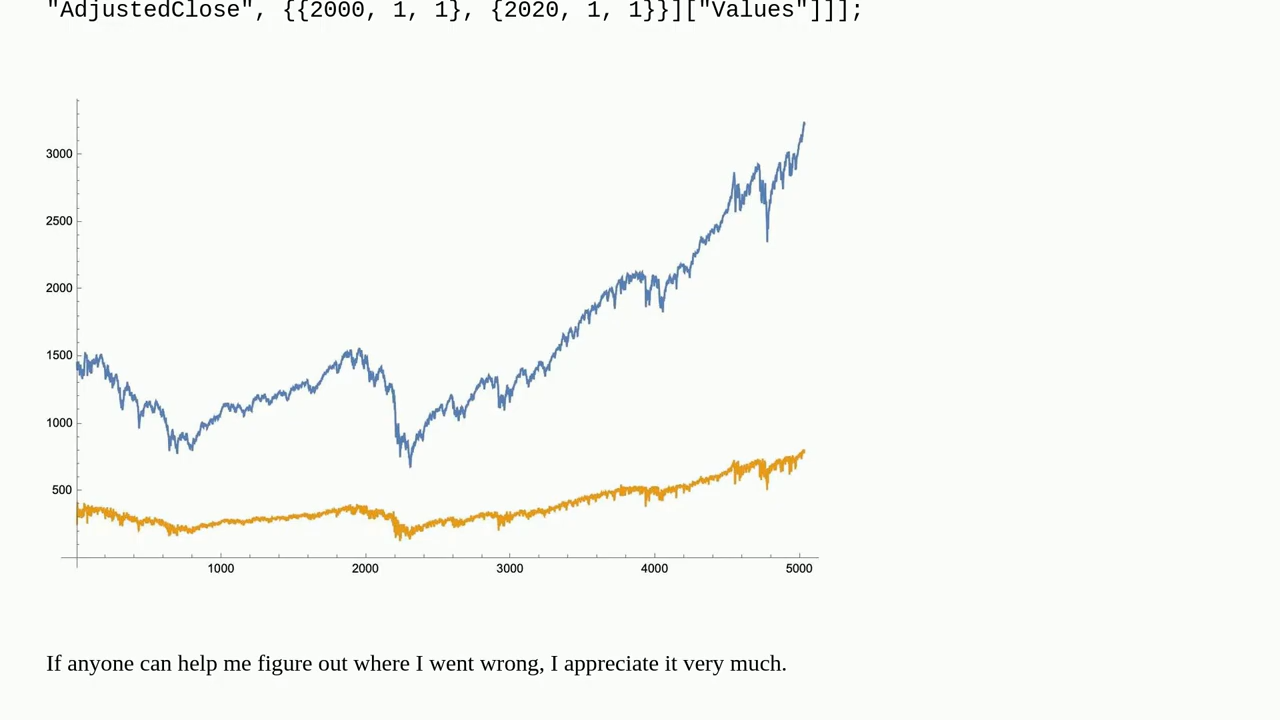 "AdjustedClose", {{2000, 1, 1}, {2020, 1, 1}}]["Values"]]];
3000
2500
2000
1500
1000
500
1000 2000 3000 4000 5000
If anyone can help me figure out where I went wrong, I appreciate it very much.